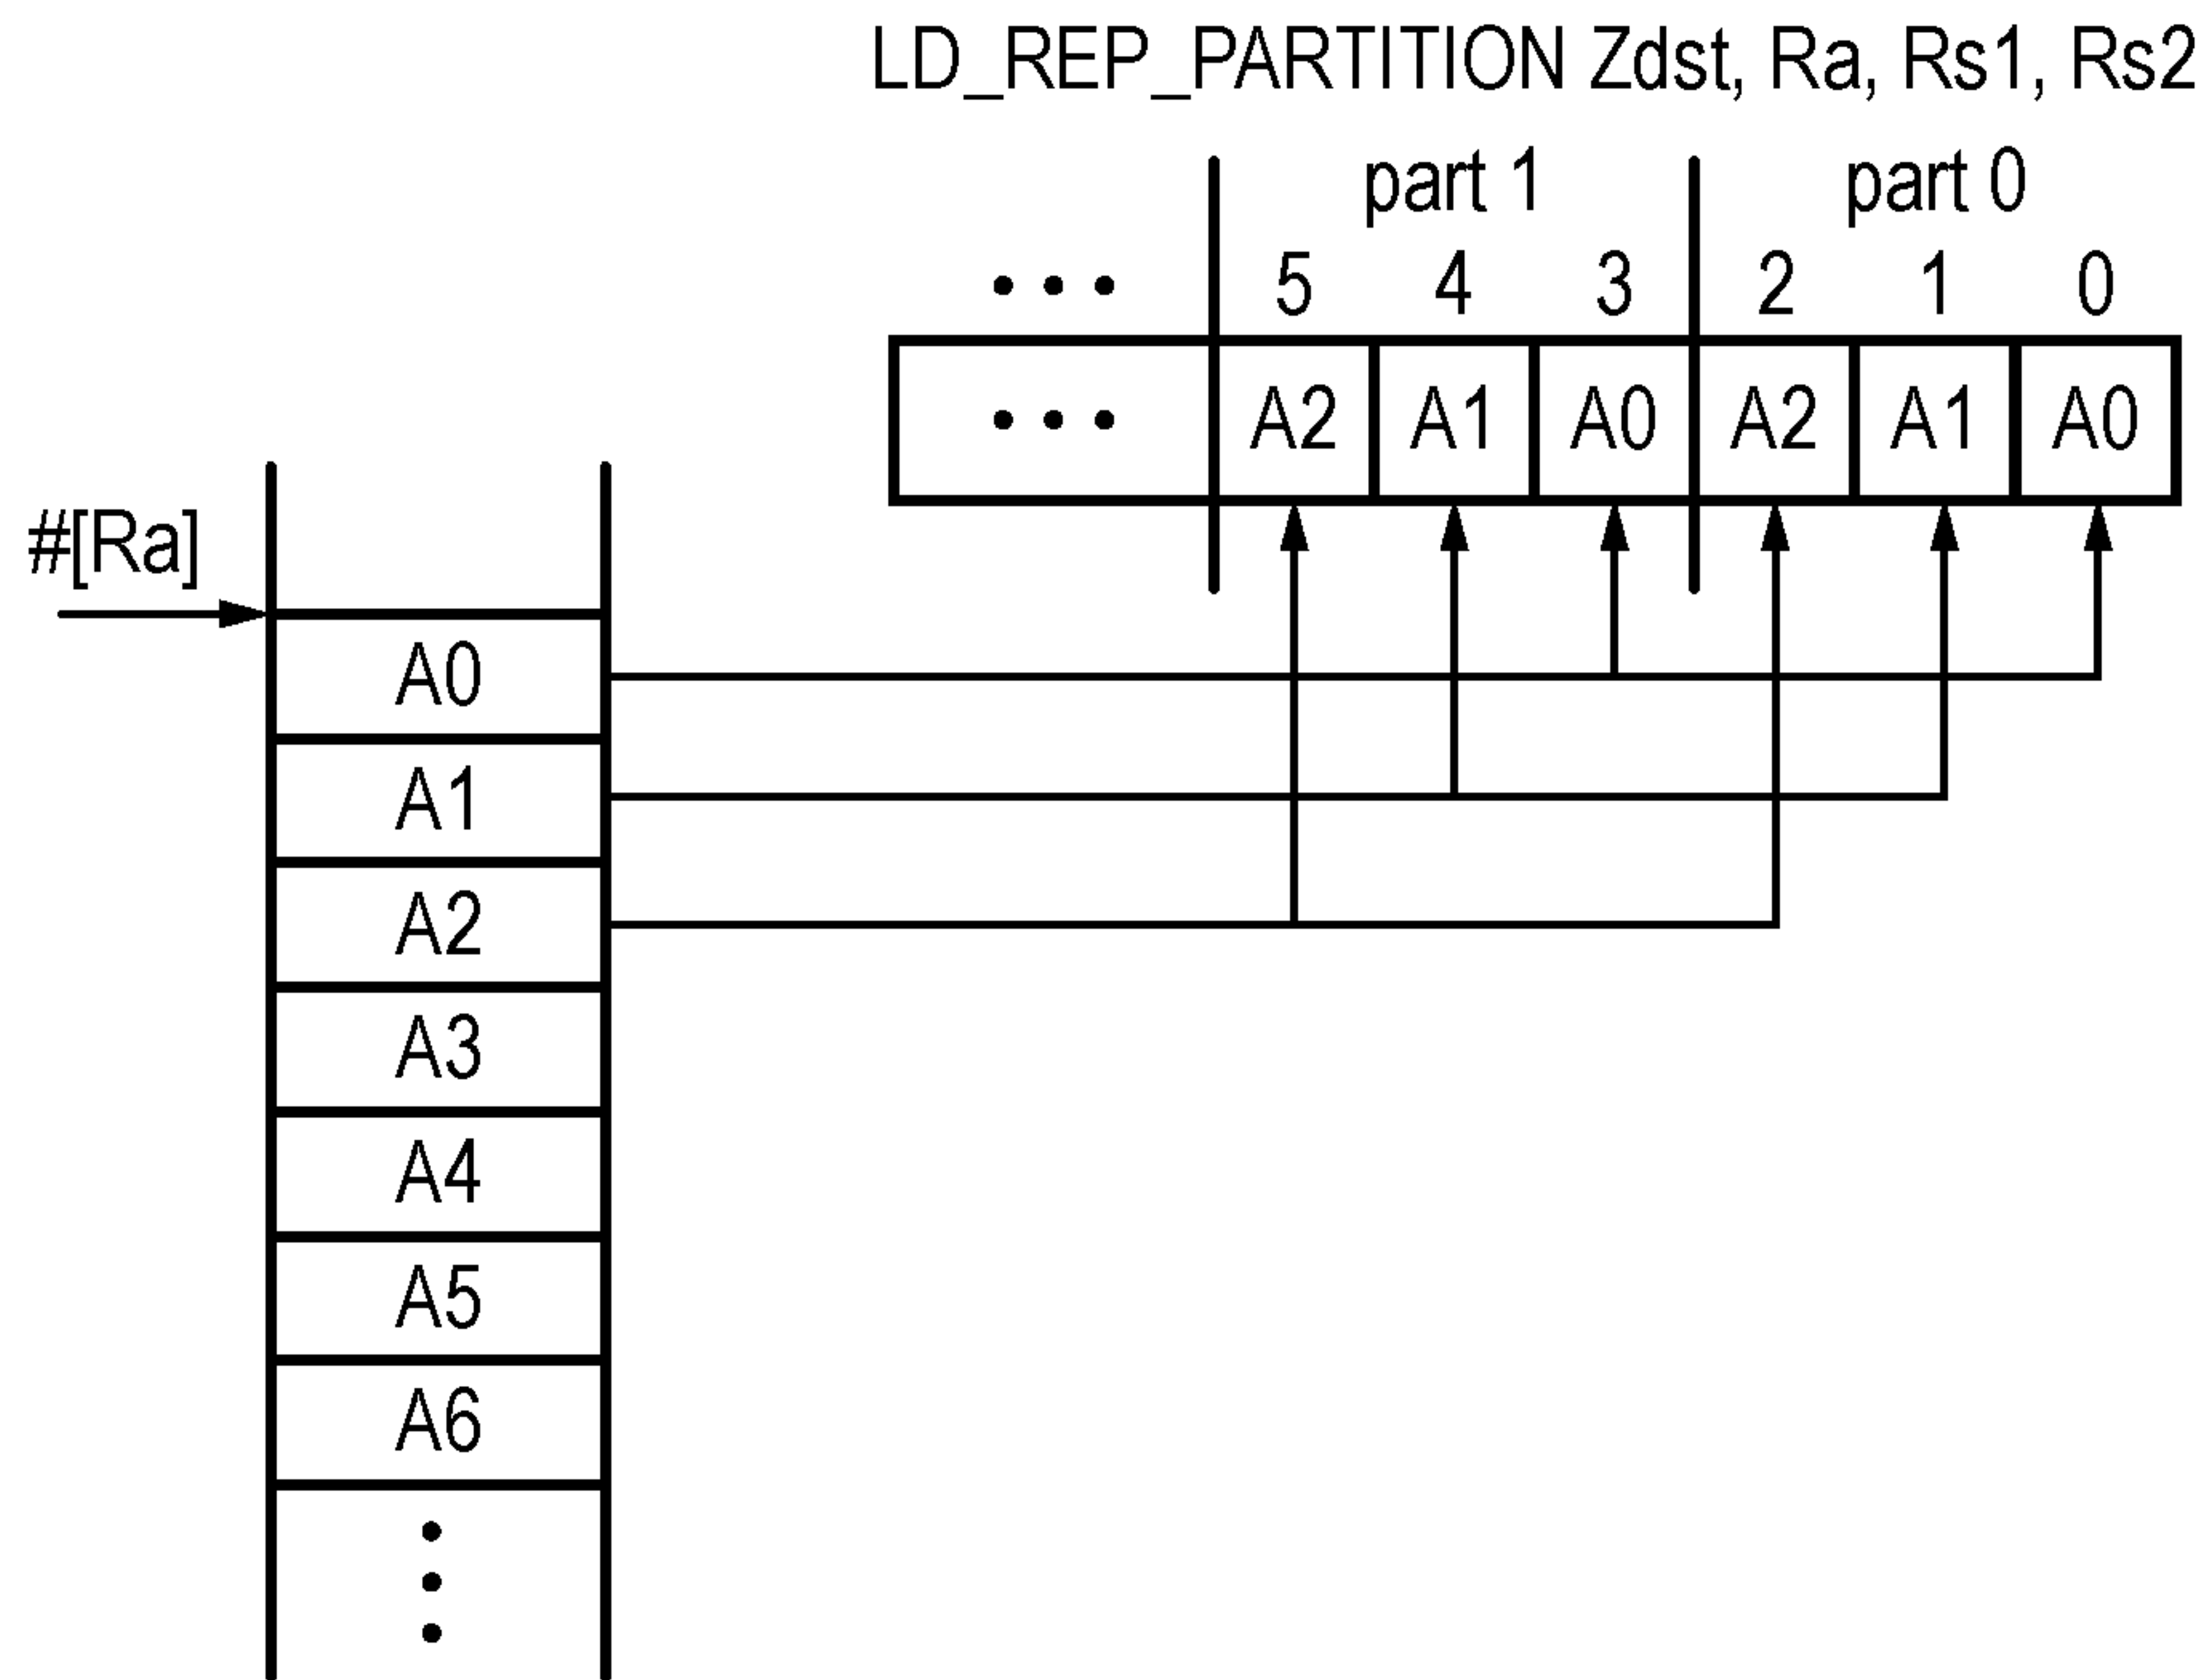 LD_REP_PARTITION Zdst, Ra, Rs1, Rs2
part 1 part 0
• • • 5 4 3 2 1 0
• • • A2 A1 A0 A2 A1 A0
#[Ra]
A0
A1
A2
A3
A4
A5
A6
•
•
•